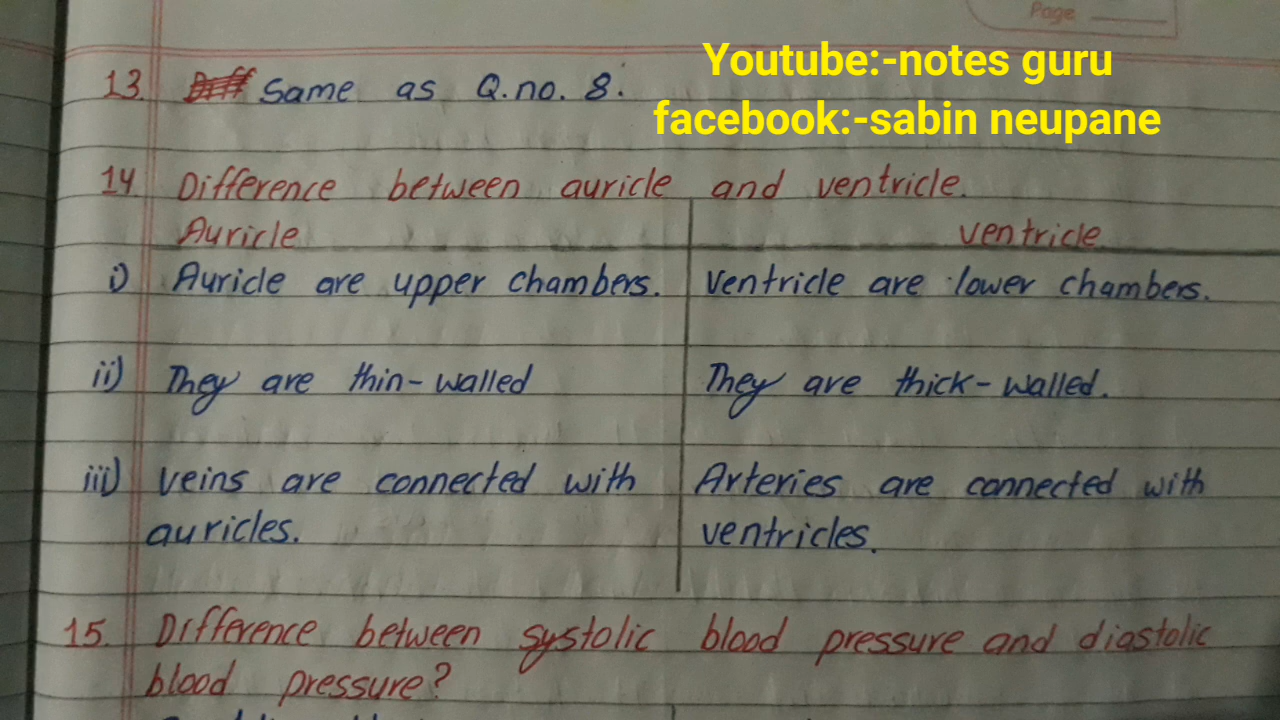 Page
Youtube:-notes guru
facebook:-sabin neupane
13. Diff Same as Q.no. 8.
14. Difference between auricle and ventricle.
Auricle ventricle
i) Auricle are upper chambers. Ventricle are lower chambers.
ii) They are thin-walled They are thick-walled.
iii) Veins are connected with Arteries are connected with
auricles. ventricles.
15. Difference between systolic blood pressure and diastolic
blood pressure?